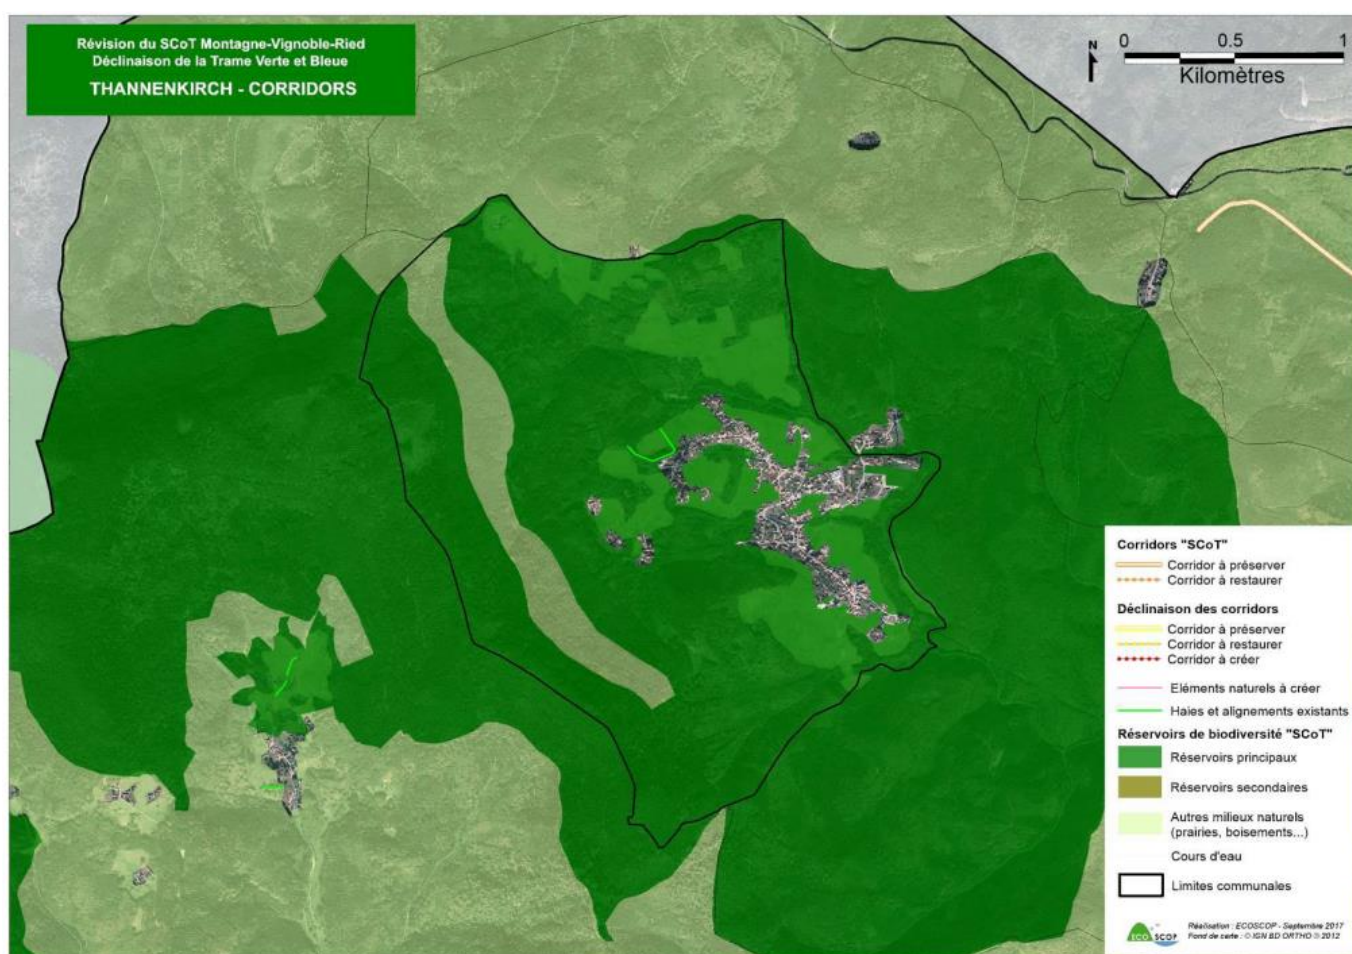 Révision du SCoT Montagne-Vignoble-Ried
Déclinaison de la Trame Verte et Bleue
THANNENKIRCH - CORRIDORS
N
0 0.5 1
Kilomètres
Corridors "SCoT"
Corridor à préserver
Corridor à restaurer
Déclinaison des corridors
Corridor à préserver
Corridor à restaurer
Corridor à créer
Eléments naturels à créer
Haies et alignements existants
Réservoirs de biodiversité "SCoT"
Réservoirs principaux
Réservoirs secondaires
Autres milieux naturels
(prairies, boisements...)
Cours d'eau
Limites communales
ECO SCOP
Réalisation : ECOSCOP - Septembre 2017
Fond de carte : © IGN BD ORTHO ® 2012